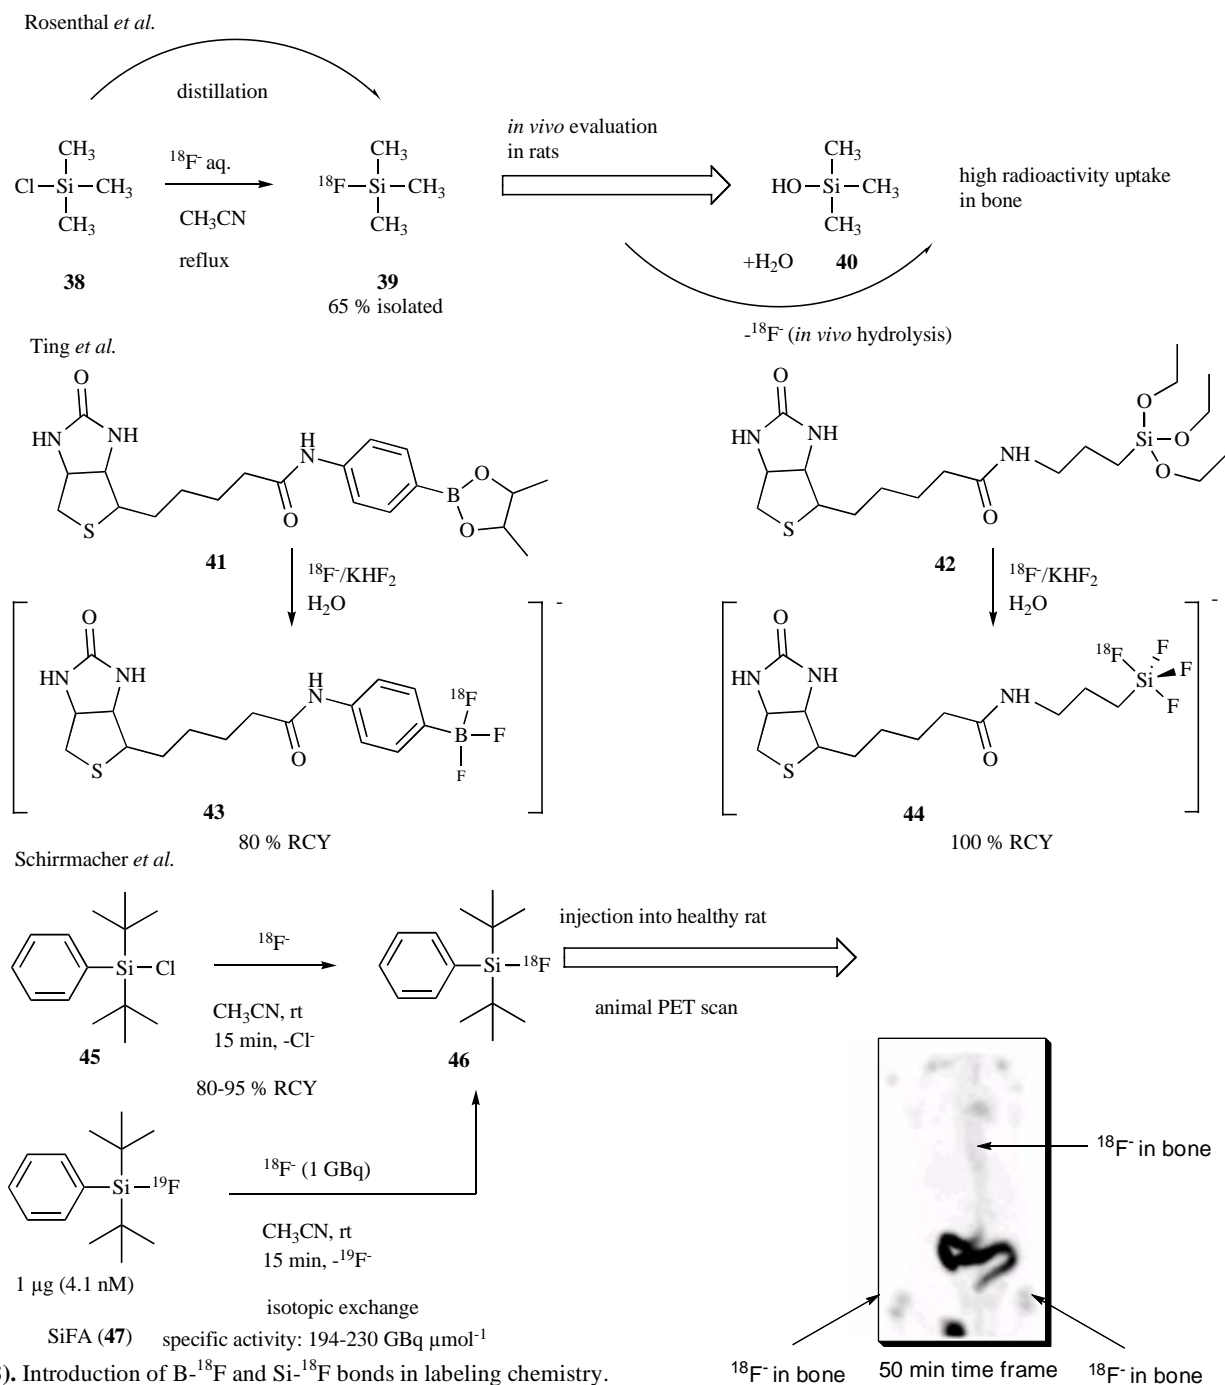 Rosenthal et al.
distillation
CH3
Cl Si CH3
CH3
38
18F- aq.
CH3CN
reflux
CH3
18F Si CH3
CH3
39
65 % isolated
in vivo evaluation
in rats
CH3
HO Si CH3
CH3
+H2O 40
high radioactivity uptake
in bone
-18F- (in vivo hydrolysis)
Ting et al.
O
HN NH
S
H
N
O
B
O
O
41
18F-/KHF2
H2O
O
HN NH
S
NH
O
Si
O
O
O
42
18F-/KHF2
H2O
O
HN NH
S
H
N
O
18F
B F
F
-
43
80 % RCY
O
HN NH
S
NH
O
18F F
Si F
F
-
44
100 % RCY
Schirrmacher et al.
Si Cl
45
18F-
CH3CN, rt
15 min, -Cl-
80-95 % RCY
Si 18F
46
injection into healthy rat
animal PET scan
Si 19F
1 µg (4.1 nM)
SiFA (47)
18F- (1 GBq)
CH3CN, rt
15 min, -19F-
isotopic exchange
specific activity: 194-230 GBq µmol-1
18F- in bone
18F- in bone
50 min time frame
18F- in bone
). Introduction of B-18F and Si-18F bonds in labeling chemistry.